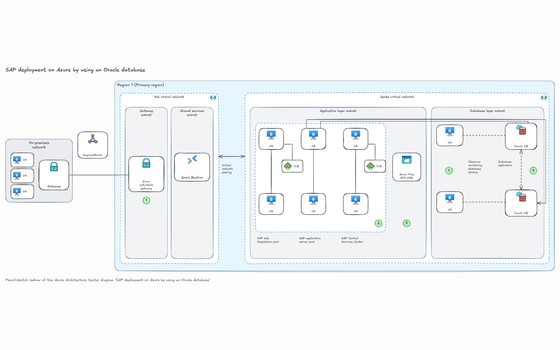 SAP deployment on Azure by using an Oracle database
Region 1 (Primary region)
Hub virtual network
Spoke virtual network
On-premises
network
Gateway
subnet
Shared services
subnet
Application layer subnet
Database layer subnet
VM
VM
VM
Gateway
ExpressRoute
Zone
redundant
gateway
Azure Bastion
Virtual
network
peering
VM
VM
VM
VM
VM
VM
Azure Files
VM
VM
Oracle DB
Oracle DB
Observer
monitoring
database
Database
replication
SAP Web
Dispatcher pool
SAP application
server pool
SAP Central
Services cluster
1
Pencil-sketch redraw of the Azure Architecture Center diagram "SAP deployment on Azure by using an Oracle database"